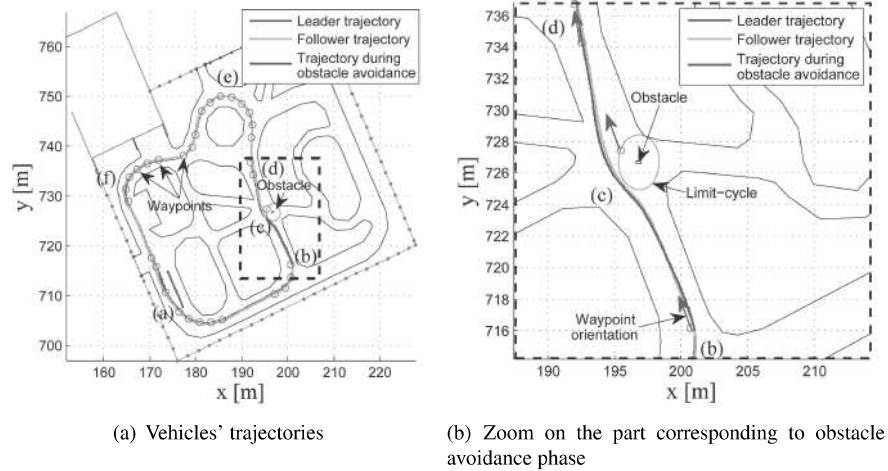 Leader trajectory
Follower trajectory
Trajectory during
obstacle avoidance
760
750
740
730
720
710
700
y [m]
160
170
180
190
200
210
220
x [m]
(e)
(f)
(d)
Obstacle
Waypoints
(c)
(b)
(a)
(a) Vehicles' trajectories
Leader trajectory
Follower trajectory
Trajectory during
obstacle avoidance
736
734
732
730
728
726
724
722
720
718
716
y [m]
190
195
200
205
210
x [m]
(d)
Obstacle
(c)
Limit-cycle
Waypoint
orientation
(b)
(b) Zoom on the part corresponding to obstacle
avoidance phase